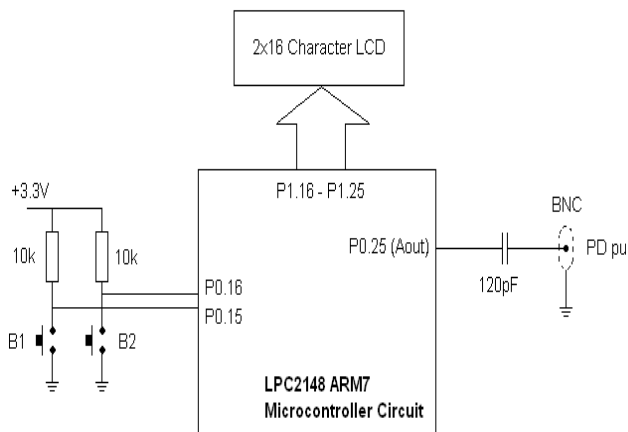 2x16 Character LCD
P1.16 - P1.25
+3.3V
BNC
10k
10k
P0.25 (Aout)
PD pu
P0.16
120pF
P0.15
B1
B2
LPC2148 ARM7
Microcontroller Circuit